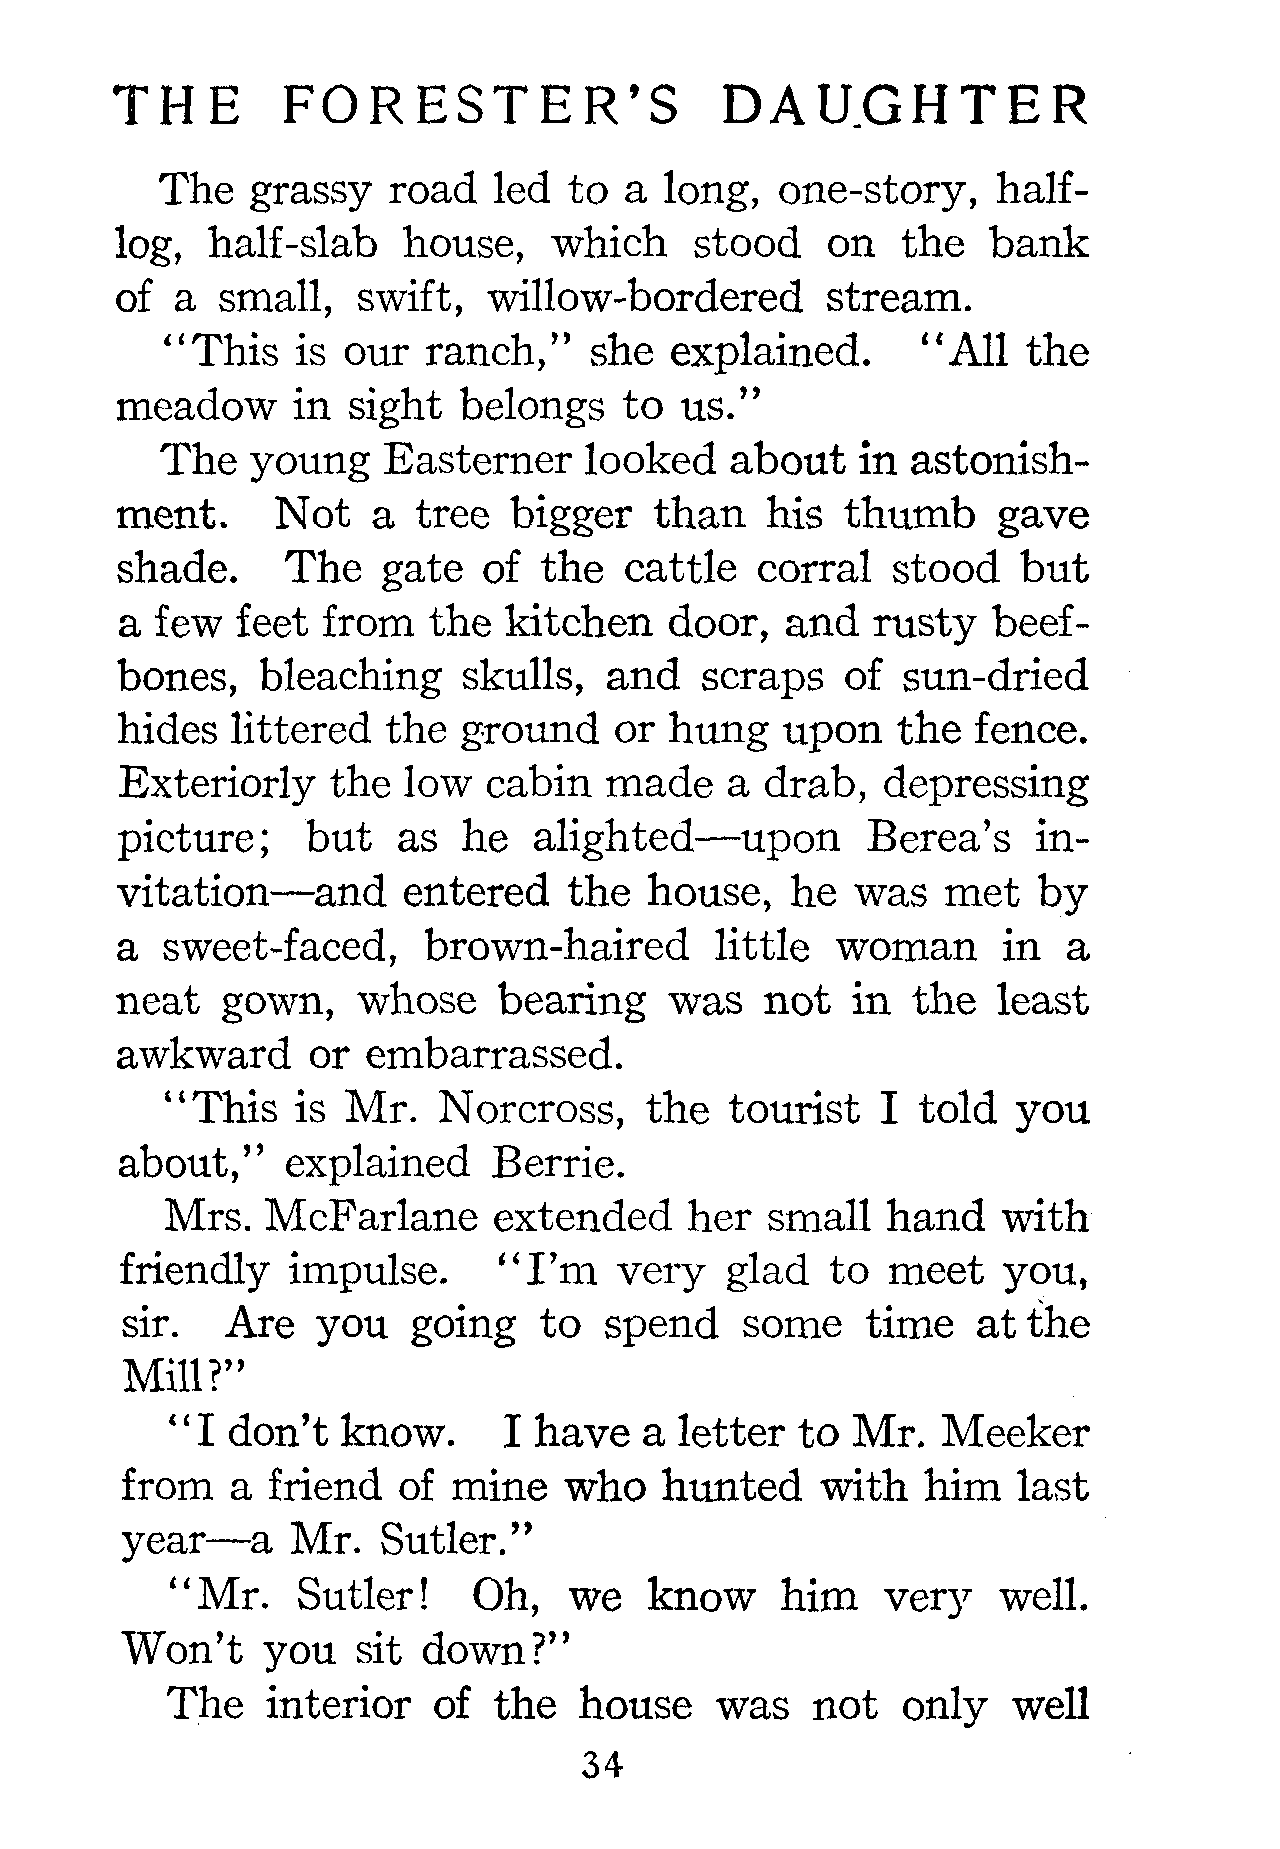 THE FORESTER'S DAUGHTER
The grassy road led to a long, one-story, half-
log, half-slab house, which stood on the bank
of a small, swift, willow-bordered stream.
"This is our ranch," she explained. "All the
meadow in sight belongs to us."
The young Easterner looked about in astonish-
ment. Not a tree bigger than his thumb gave
shade. The gate of the cattle corral stood but
a few feet from the kitchen door, and rusty beef-
bones, bleaching skulls, and scraps of sun-dried
hides littered the ground or hung upon the fence.
Exteriorly the low cabin made a drab, depressing
picture; but as he alighted—upon Berea's in-
vitation—and entered the house, he was met by
a sweet-faced, brown-haired little woman in a
neat gown, whose bearing was not in the least
awkward or embarrassed.
"This is Mr. Norcross, the tourist I told you
about," explained Berrie.
Mrs. McFarlane extended her small hand with
friendly impulse. "I'm very glad to meet you,
sir. Are you going to spend some time at the
Mill?"
"I don't know. I have a letter to Mr. Meeker
from a friend of mine who hunted with him last
year—a Mr. Sutler."
"Mr. Sutler! Oh, we know him very well.
Won't you sit down?"
The interior of the house was not only well
34